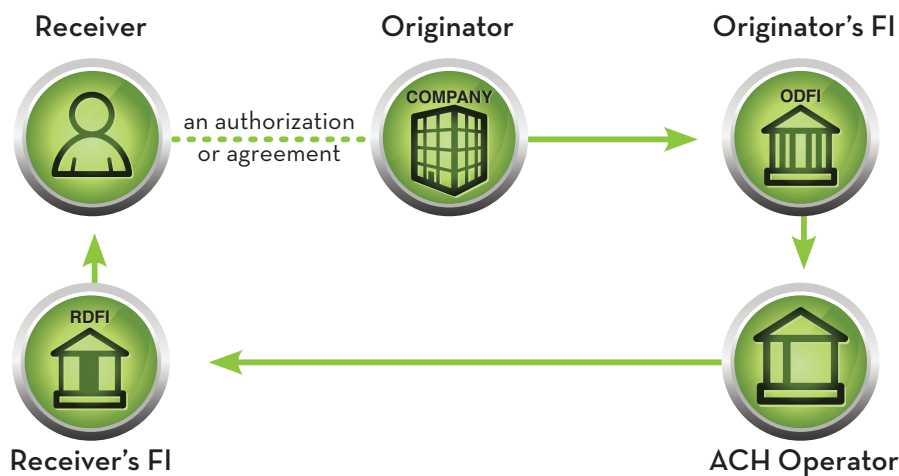 Receiver
Originator
Originator's FI
COMPANY
ODFI
an authorization
or agreement
RDFI
Receiver's FI
ACH Operator